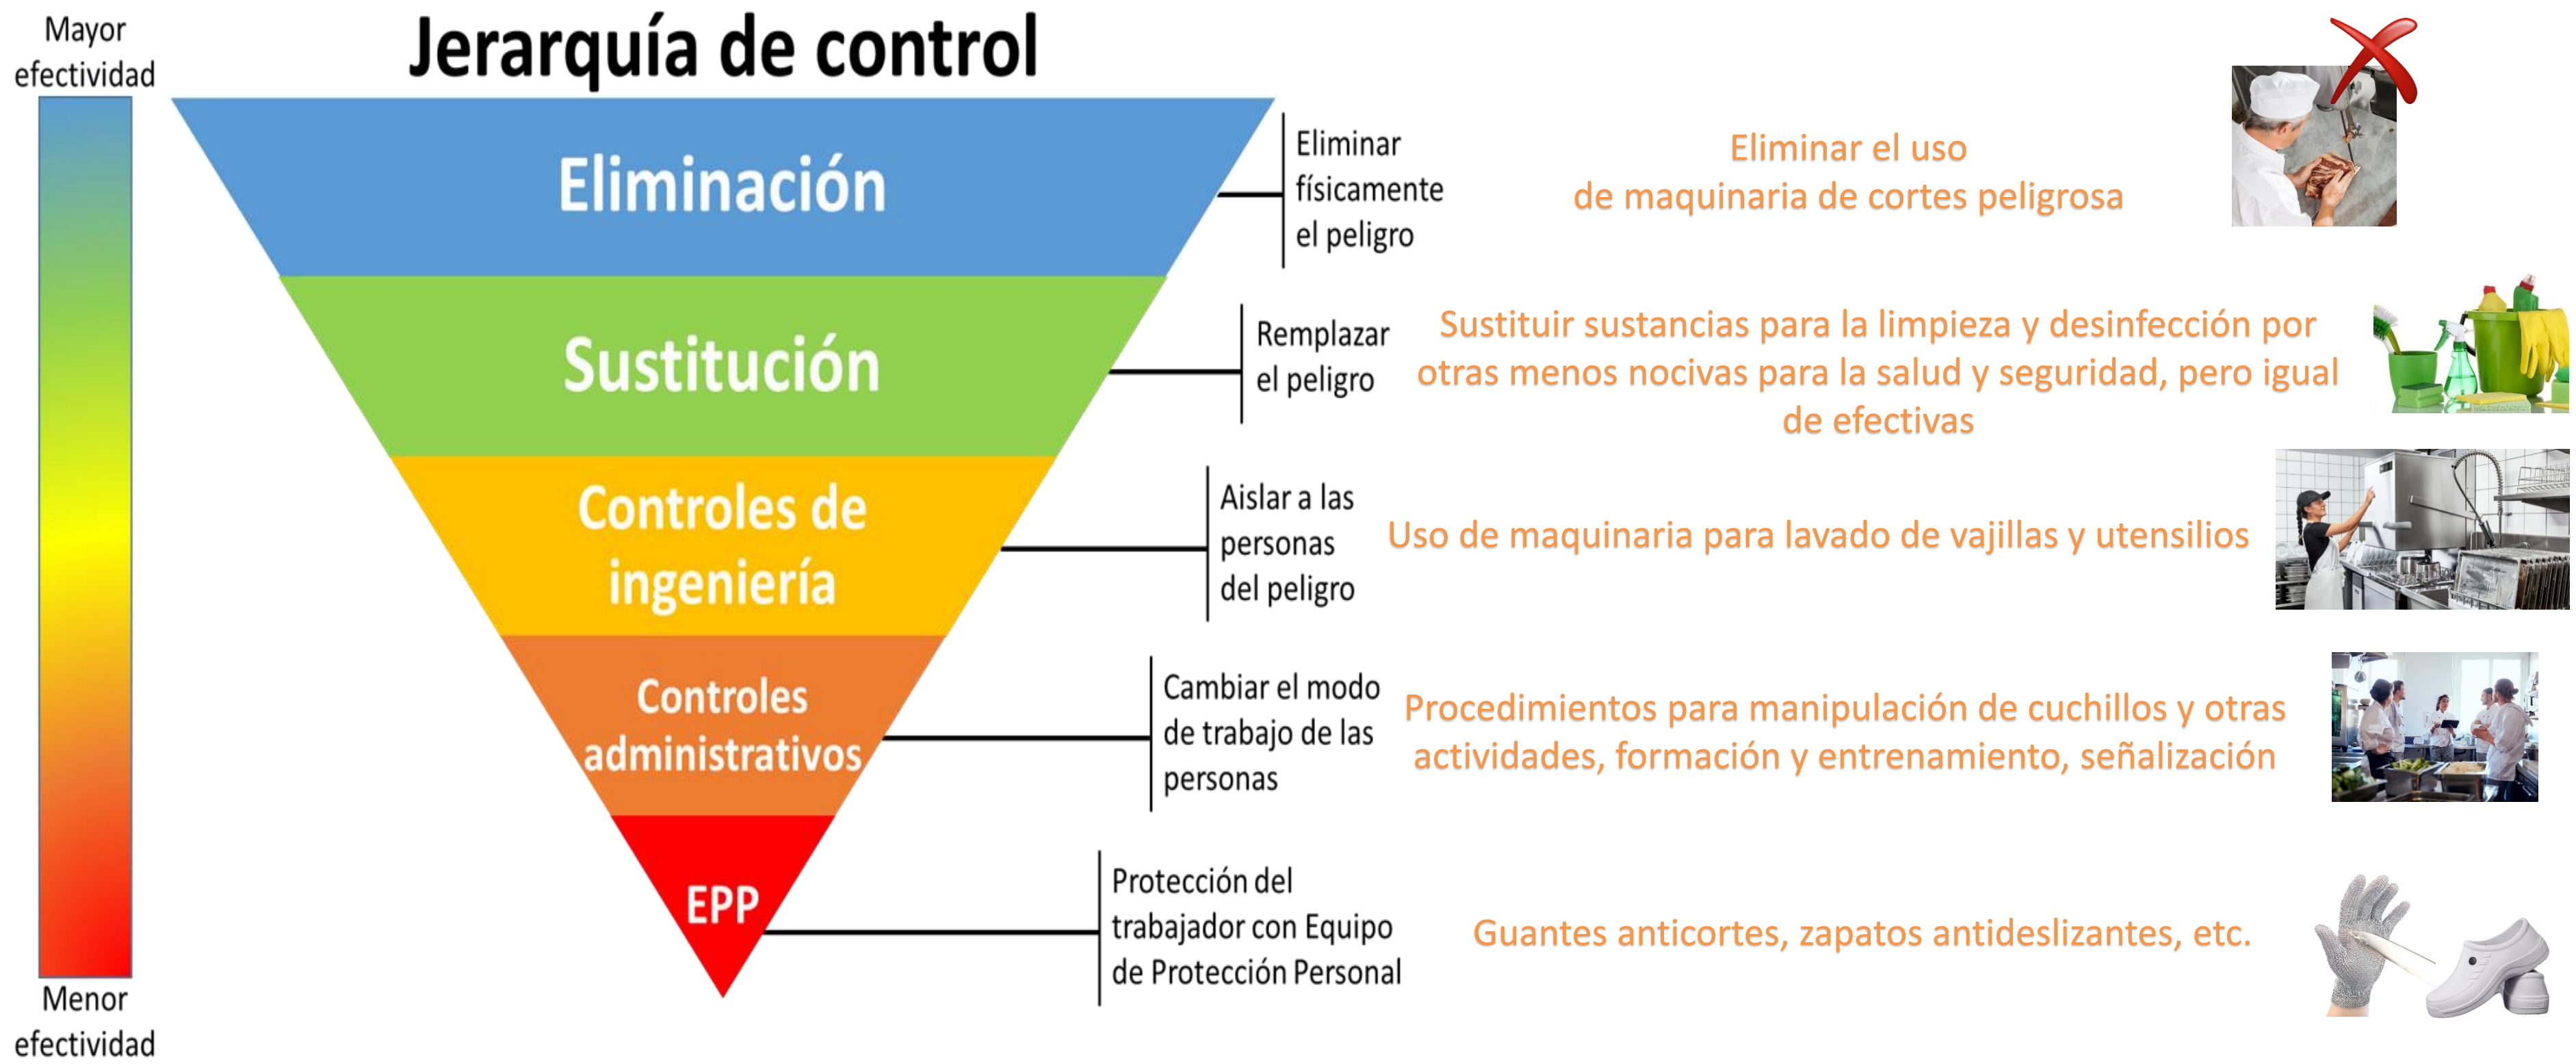 Mayor
efectividad
Jerarquía de control
Eliminación
Eliminar
físicamente
el peligro
Eliminar el uso
de maquinaria de cortes peligrosa
Sustitución
Remplazar
el peligro
Sustituir sustancias para la limpieza y desinfección por
otras menos nocivas para la salud y seguridad, pero igual
de efectivas
Controles de
ingeniería
Aislar a las
personas
del peligro
Uso de maquinaria para lavado de vajillas y utensilios
Controles
administrativos
Cambiar el modo
de trabajo de las
personas
Procedimientos para manipulación de cuchillos y otras
actividades, formación y entrenamiento, señalización
EPP
Protección del
trabajador con Equipo
de Protección Personal
Guantes anticortes, zapatos antideslizantes, etc.
Menor
efectividad